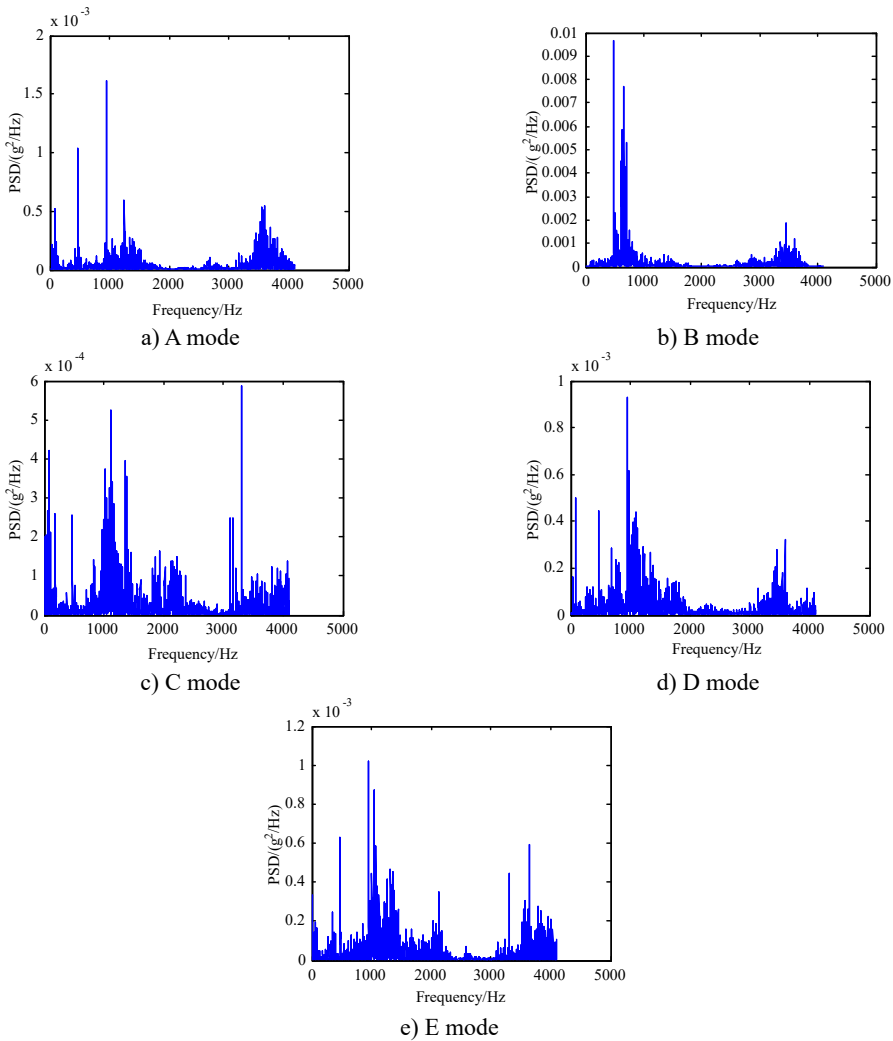 x 10⁻³
2
1.5
1
0.5
0
PSD/(g²/Hz)
0 1000 2000 3000 4000 5000
Frequency/Hz
a) A mode
0.01
0.009
0.008
0.007
0.006
0.005
0.004
0.003
0.002
0.001
0
PSD/( g²/Hz)
0 1000 2000 3000 4000 5000
Frequency/Hz
b) B mode
x 10⁻⁴
6
5
4
3
2
1
0
PSD/(g²/Hz)
0 1000 2000 3000 4000 5000
Frequency/Hz
c) C mode
x 10⁻³
1
0.8
0.6
0.4
0.2
0
PSD/(g²/Hz)
0 1000 2000 3000 4000 5000
Frequency/Hz
d) D mode
x 10⁻³
1.2
1
0.8
0.6
0.4
0.2
0
PSD/(g²/Hz)
0 1000 2000 3000 4000 5000
Frequency/Hz
e) E mode